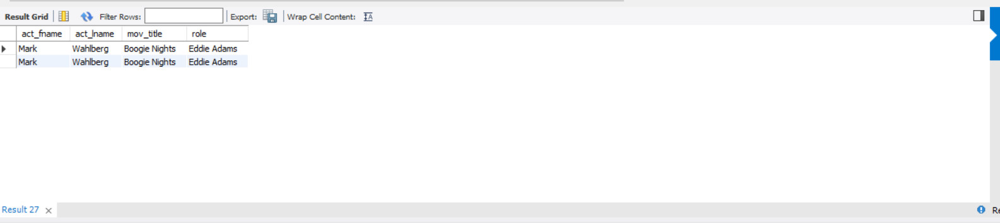 Result Grid Filter Rows: Export: Wrap Cell Content: IA
act_fname act_lname mov_title role
Mark Wahlberg Boogie Nights Eddie Adams
Mark Wahlberg Boogie Nights Eddie Adams
Result 27 × Re